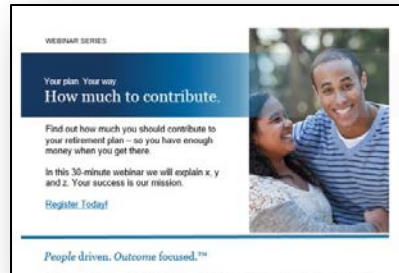 WEBINAR SERIES
Your plan. Your way
How much to contribute.
Find out how much you should contribute to
your retirement plan – so you have enough
money when you get there.
In this 30-minute webinar we will explain x, y
and z. Your success is our mission.
Register Today!
People driven. Outcome focused.™